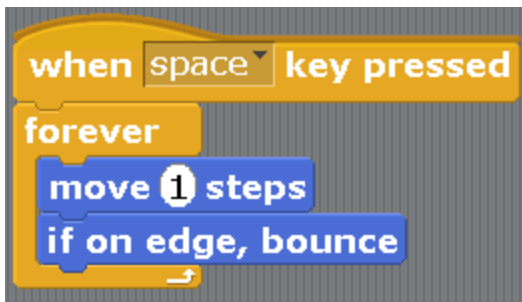 when space key pressed
forever
move 1 steps
if on edge, bounce